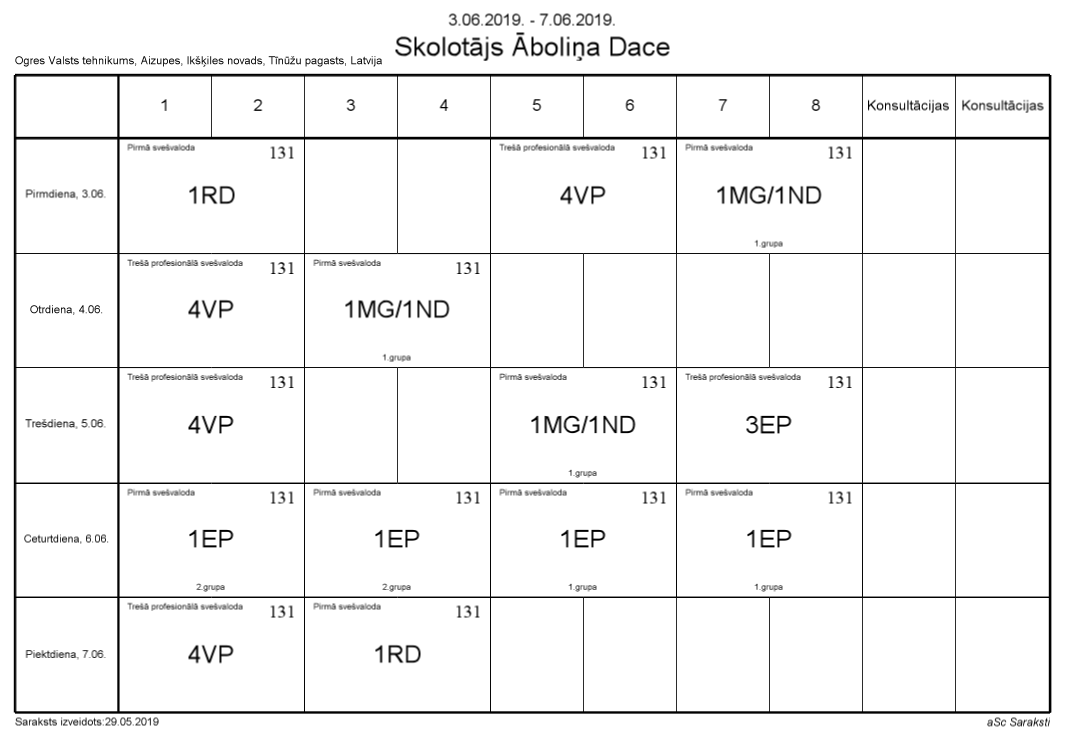 3.06.2019. - 7.06.2019.
Skolotājs Āboliņa Dace
Ogres Valsts tehnikums, Aizupes, Ikšķiles novads, Tīnūžu pagasts, Latvija
1 2 3 4 5 6 7 8 Konsultācijas Konsultācijas
Pirmdiena, 3.06.
Pirmā svešvaloda 131
1RD
Trešā profesionālā svešvaloda 131
4VP
Pirmā svešvaloda 131
1MG/1ND
1.grupa
Otrdiena, 4.06.
Trešā profesionālā svešvaloda 131
4VP
Pirmā svešvaloda 131
1MG/1ND
1.grupa
Trešdiena, 5.06.
Trešā profesionālā svešvaloda 131
4VP
Pirmā svešvaloda 131
1MG/1ND
1.grupa
Trešā profesionālā svešvaloda 131
3EP
Ceturtdiena, 6.06.
Pirmā svešvaloda 131
1EP
2.grupa
Pirmā svešvaloda 131
1EP
2.grupa
Pirmā svešvaloda 131
1EP
1.grupa
Pirmā svešvaloda 131
1EP
1.grupa
Piektdiena, 7.06.
Trešā profesionālā svešvaloda 131
4VP
Pirmā svešvaloda 131
1RD
Saraksts izveidots:29.05.2019
aSc Saraksti